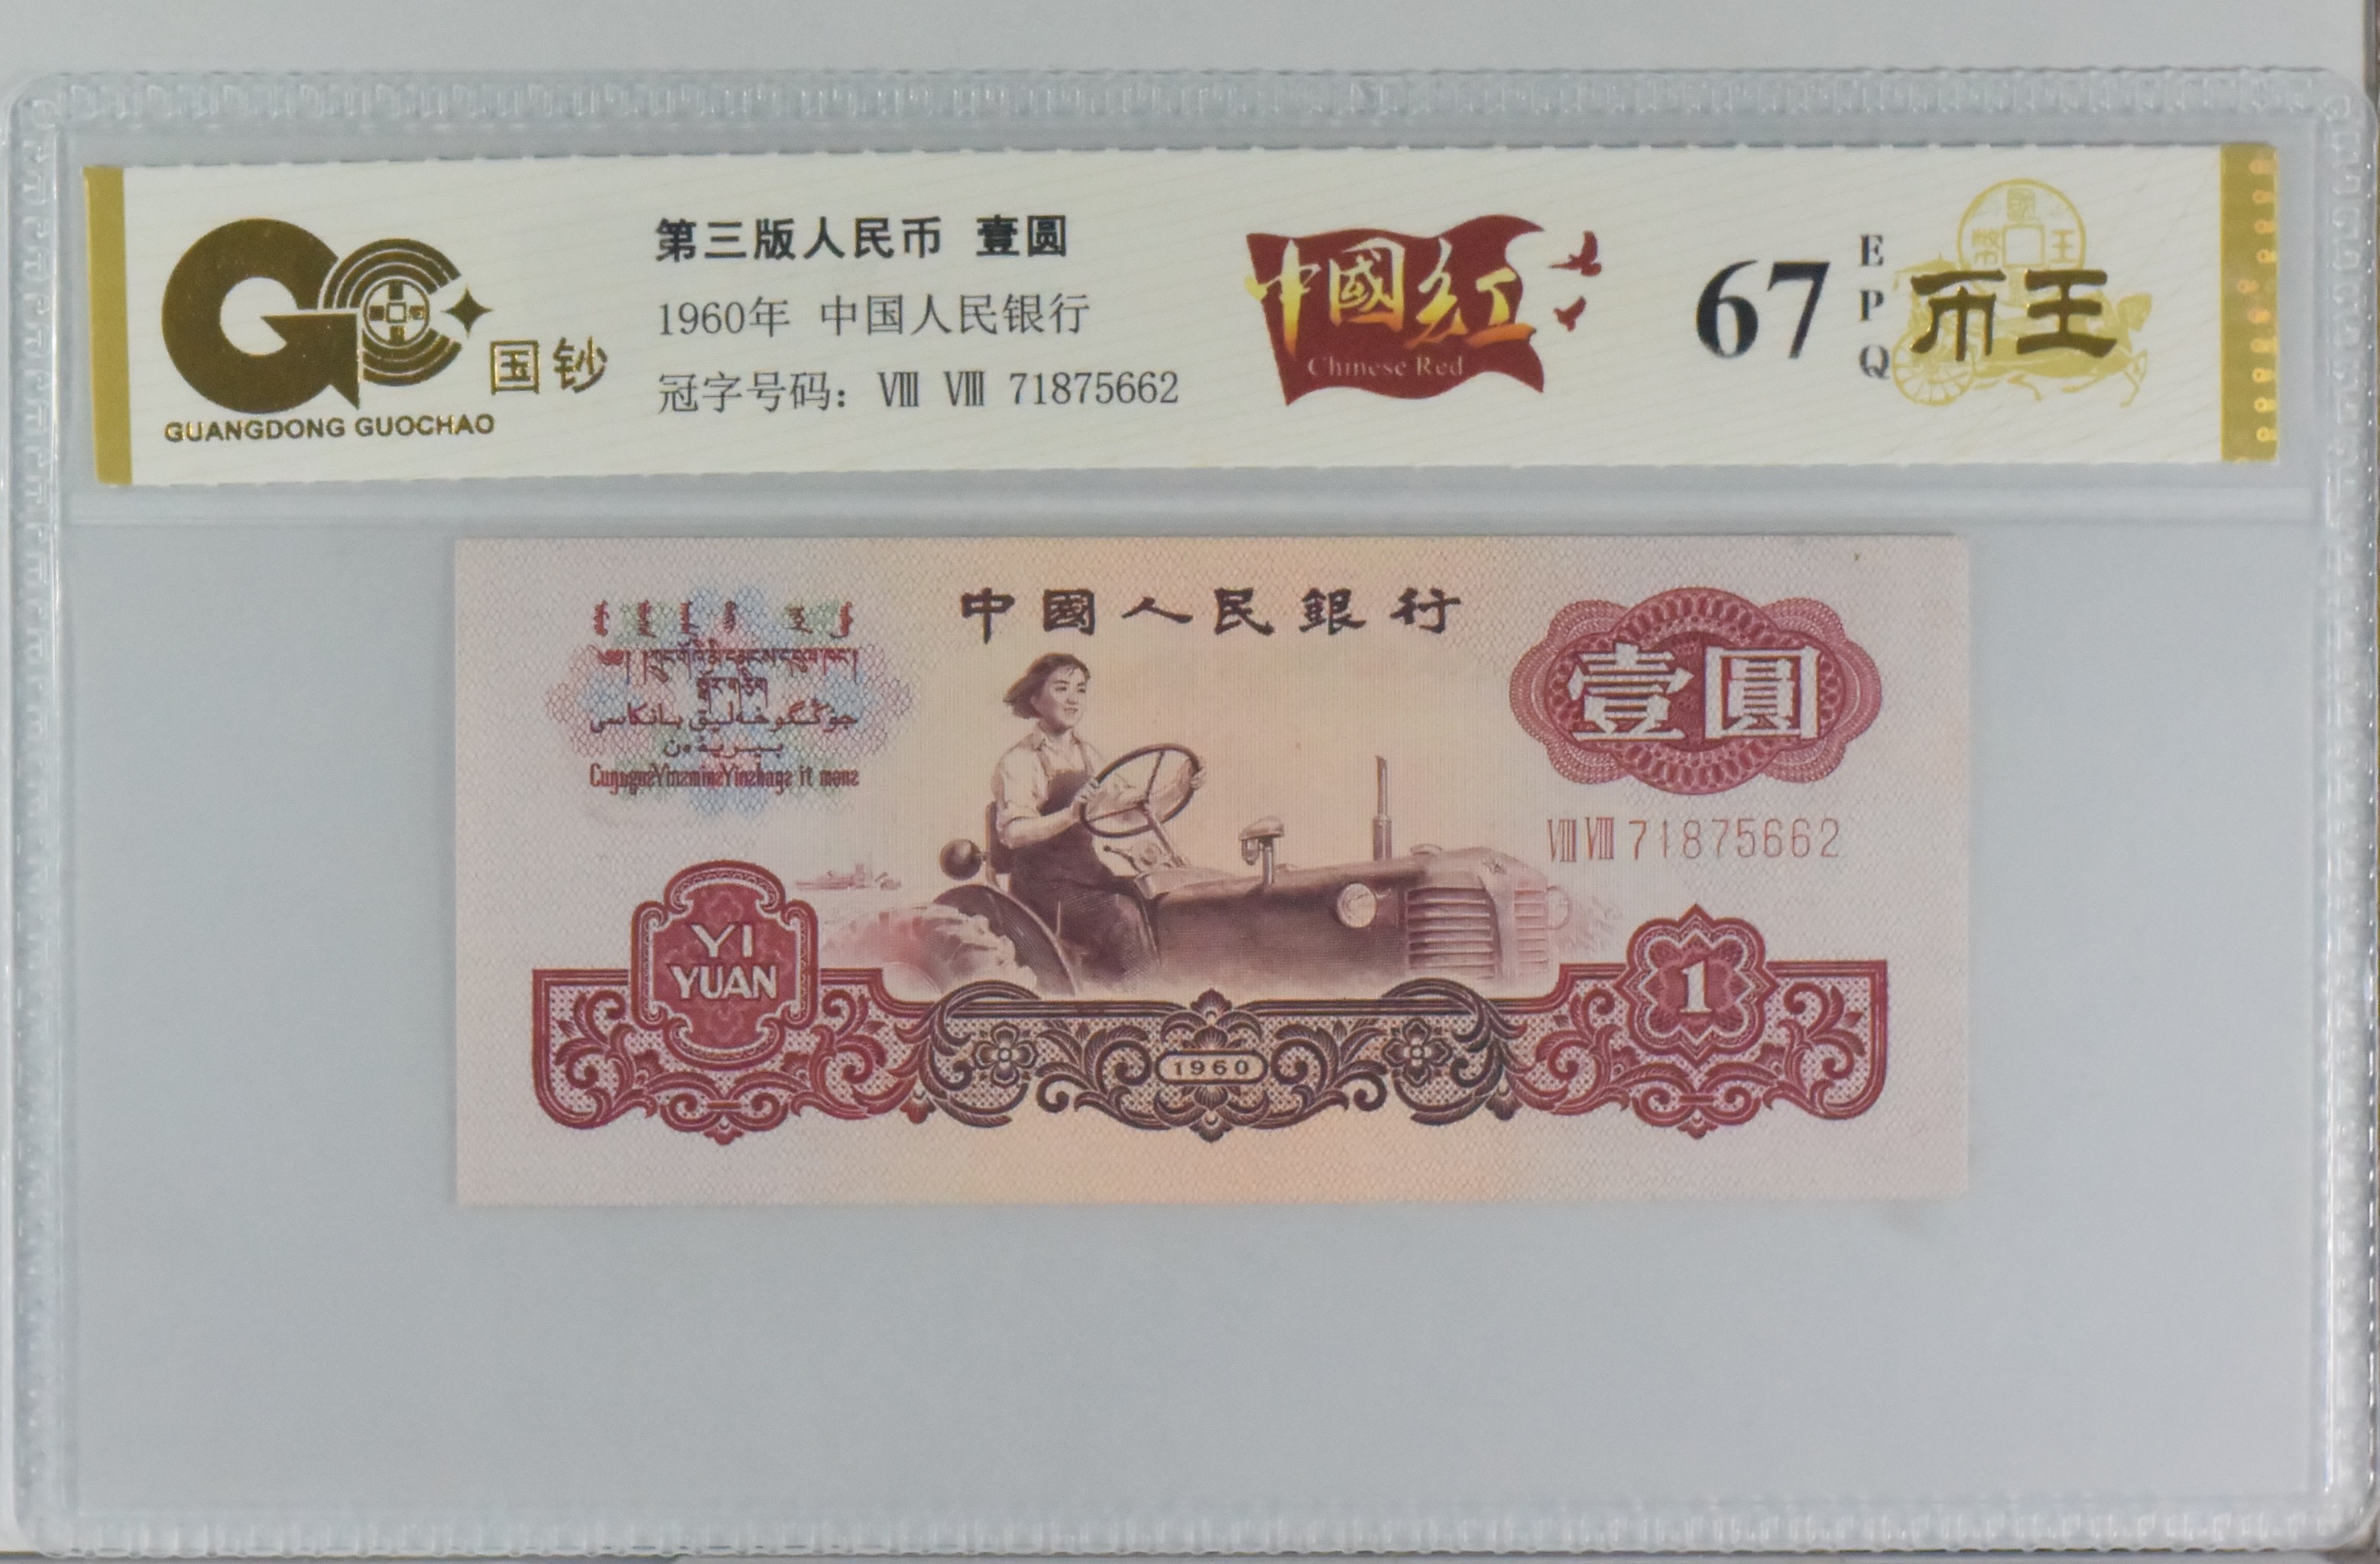 国钞
GUANGDONG GUOCHAO
第三版人民币 壹圆
1960年 中国人民银行
冠字号码：Ⅷ Ⅷ 71875662
中國紅
Chinese Red
67
EPQ
币王
中國人民銀行
壹圓
ⅧⅧ 71875662
YI
YUAN
1
1960